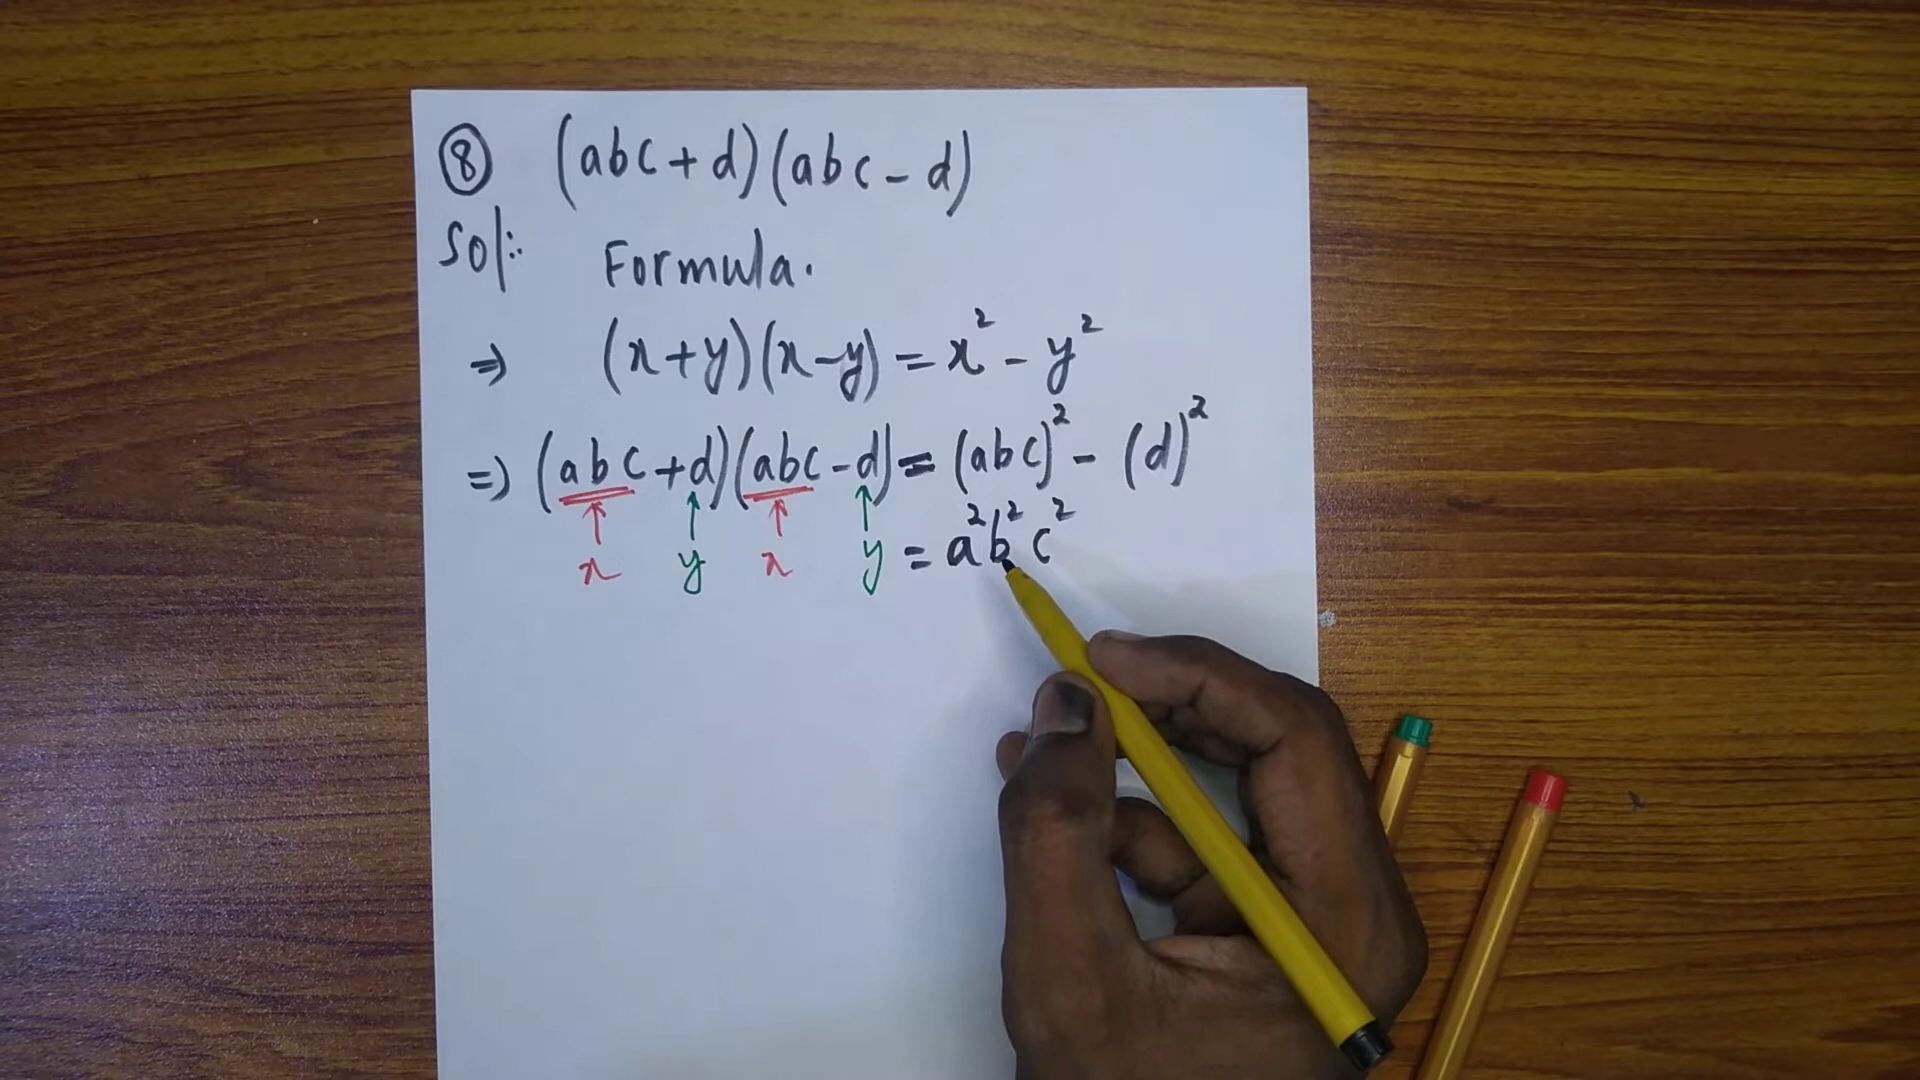 ⑧ (abc+d)(abc-d)
Sol:. Formula.
⇒ (x+y)(x-y) = x² - y²
⇒ (abc+d)(abc-d) = (abc)² - (d)²
x y x y = a²b²c²